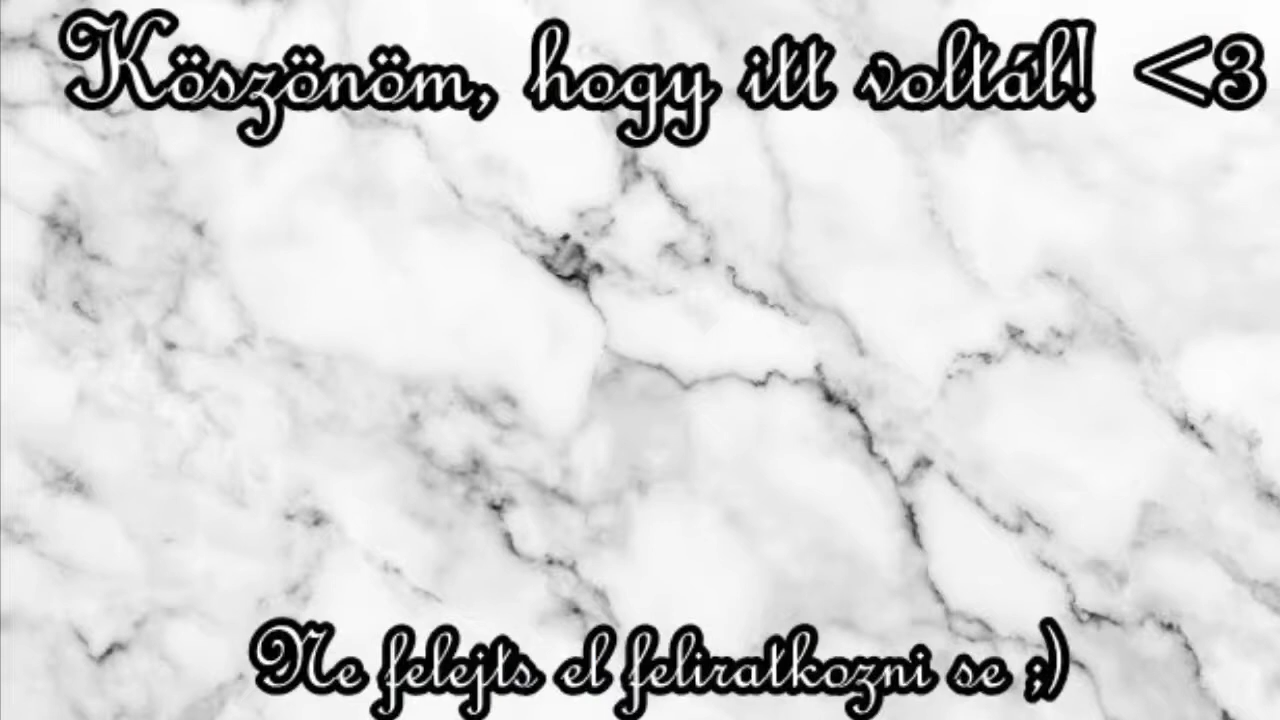 Köszönöm, hogy itt voltál! <3
Ne felejts el feliratkozni se ;)